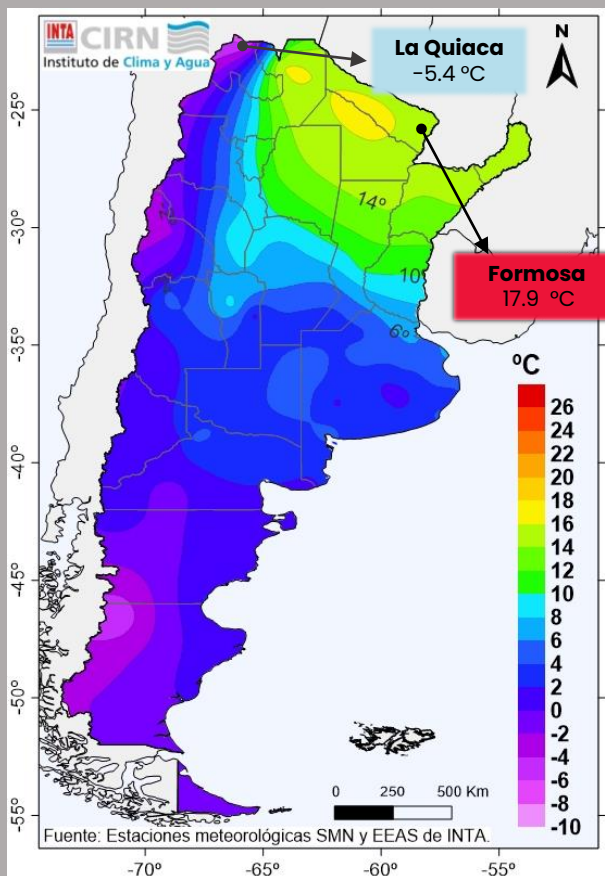 INTA CIRN
Instituto de Clima y Agua
La Quiaca
-5.4 ºC
N
Formosa
17.9 ºC
14º
10º
6º
-25°
-30°
-35°
-40°
-45°
-50°
-55°
ºC
26
24
22
20
18
16
14
12
10
8
6
4
2
0
-2
-4
-6
-8
-10
0 250 500 Km
Fuente: Estaciones meteorológicas SMN y EEAS de INTA.
-70° -65° -60° -55°